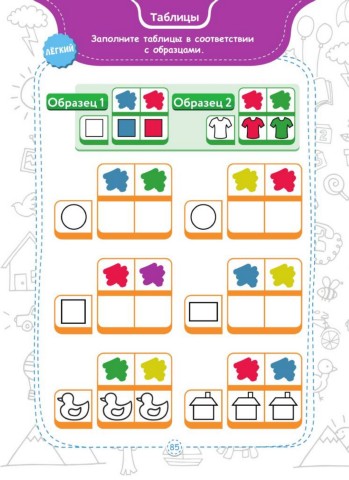 Таблицы
Заполните таблицы в соответствии
с образцами.
ЛЁГКИЙ
Образец 1
Образец 2
85